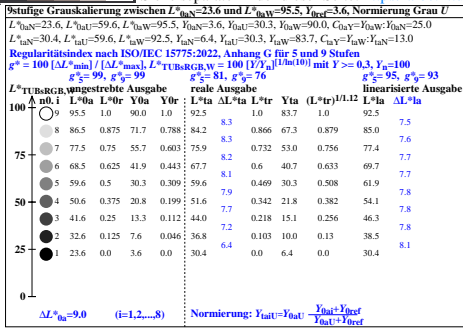 9stufige Grauskalierung zwischen L*0aN=23.6 und L*0aW=95.5, Y0ref=3.6, Normierung Grau U
L*0aN=23.6, L*0aU=59.6, L*0aW=95.5, Y0aN=3.6, Y0aU=30.3, Y0aW=90.0, C0aY=Y0aW:Y0aN=25.0
L*taN=30.4, L*taU=59.6, L*taW=92.5, YtaN=6.4, YtaU=30.3, YtaW=83.7, CtaY=YtaW:YtaN=13.0
Regularitätsindex nach ISO/IEC 15775:2022, Anhang G für 5 und 9 Stufen
g* = 100 [ΔL*min] / [ΔL*max], L*TUBsRGB,W = 100 [Y/Yn]^[1/ln(10)] mit Y >= 0,3, Yn=100
g*5= 99, g*9= 99 g*5= 81, g*9= 76 g*5= 95, g*9= 93
L*TUBsRGB,W angestrebte Ausgabe reale Ausgabe linearisierte Ausgabe
n0. i L*0a L*0r Y0a Y0r L*ta ΔL*ta L*tr Yta (L*tr)^1/1.12 L*la ΔL*la
100 9 95.5 1.0 90.0 1.0 92.5 1.0 83.7 1.0 92.5
8.3 7.5
8 86.5 0.875 71.7 0.788 84.2 0.866 67.3 0.879 85.0
8.3 7.6
75 7 77.5 0.75 55.7 0.603 75.9 0.732 53.0 0.756 77.4
8.2 7.7
6 68.5 0.625 41.9 0.443 67.7 0.6 40.7 0.633 69.7
8.1 7.7
5 59.6 0.5 30.3 0.309 59.6 0.469 30.3 0.508 61.9
7.9 7.8
50 4 50.6 0.375 20.8 0.199 51.6 0.342 21.8 0.382 54.1
7.7 7.8
3 41.6 0.25 13.3 0.112 44.0 0.218 15.1 0.256 46.3
7.2 7.8
2 32.6 0.125 7.6 0.046 36.8 0.103 10.0 0.13 38.5
6.4 8.1
25 1 23.6 0.0 3.6 0.0 30.4 0.0 6.4 0.0 30.4
0
ΔL*0a=9.0 (i=1,2,...,8) Normierung: YtaiU=Y0aU (Y0ai+Y0ref)/(Y0aU+Y0ref)